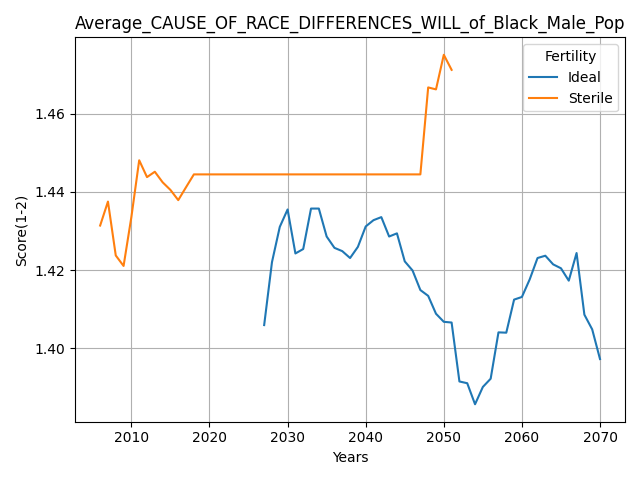 Average_CAUSE_OF_RACE_DIFFERENCES_WILL_of_Black_Male_Pop
Fertility
Ideal
Sterile
Score(1-2)
1.46
1.44
1.42
1.40
2010 2020 2030 2040 2050 2060 2070
Years